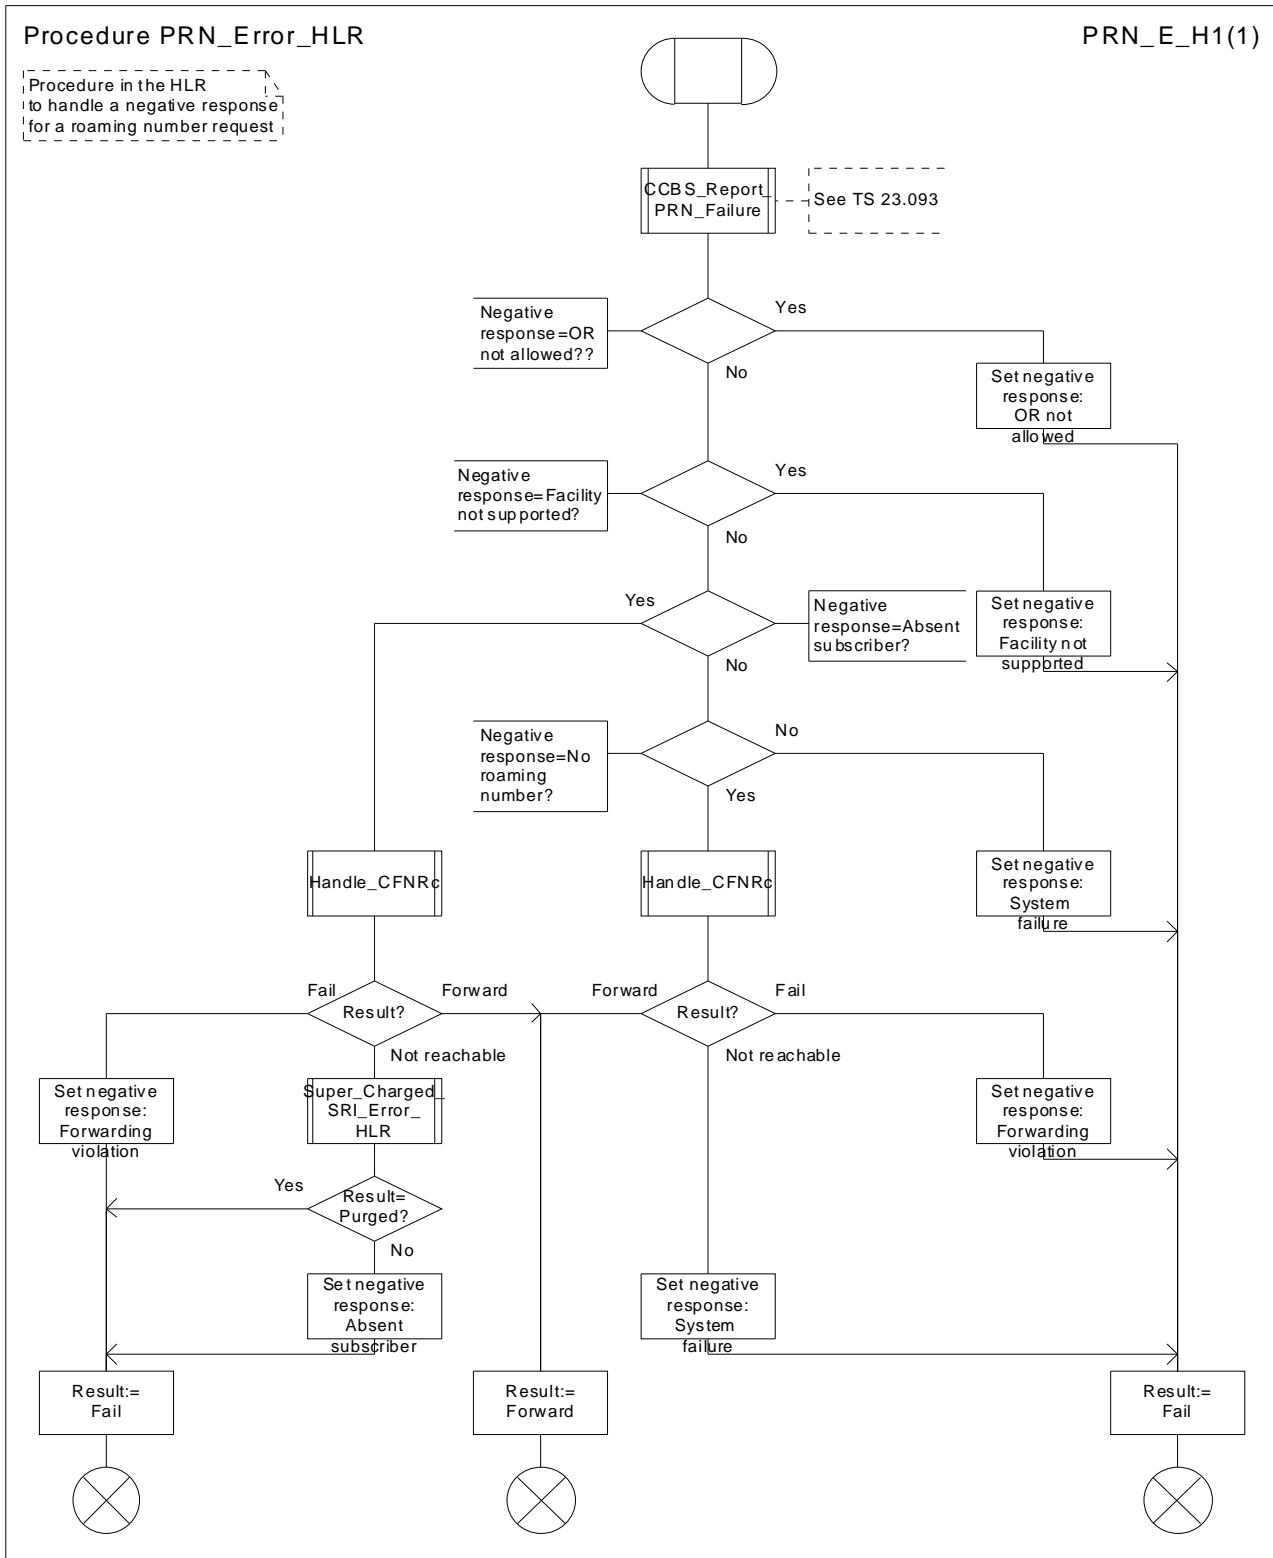 Procedure PRN_Error_HLR
PRN_E_H1(1)
Procedure in the HLR
to handle a negative response
for a roaming number request
CCBS_Report_
PRN_Failure
See TS 23.093
Negative
response=OR
not allowed??
Yes
No
Set negative
response:
OR not
allowed
Negative
response=Facility
not supported?
Yes
No
Set negative
response:
Facility not
supported
Yes
Negative
response=Absent
subscriber?
No
Negative
response=No
roaming
number?
No
Yes
Set negative
response:
System
failure
Handle_CFNRc
Handle_CFNRc
Fail
Result?
Forward
Not reachable
Forward
Result?
Fail
Not reachable
Set negative
response:
Forwarding
violation
Super_Charged_
SRI_Error_
HLR
Set negative
response:
Forwarding
violation
Yes
Result=
Purged?
No
Set negative
response:
Absent
subscriber
Set negative
response:
System
failure
Result:=
Fail
Result:=
Forward
Result:=
Fail